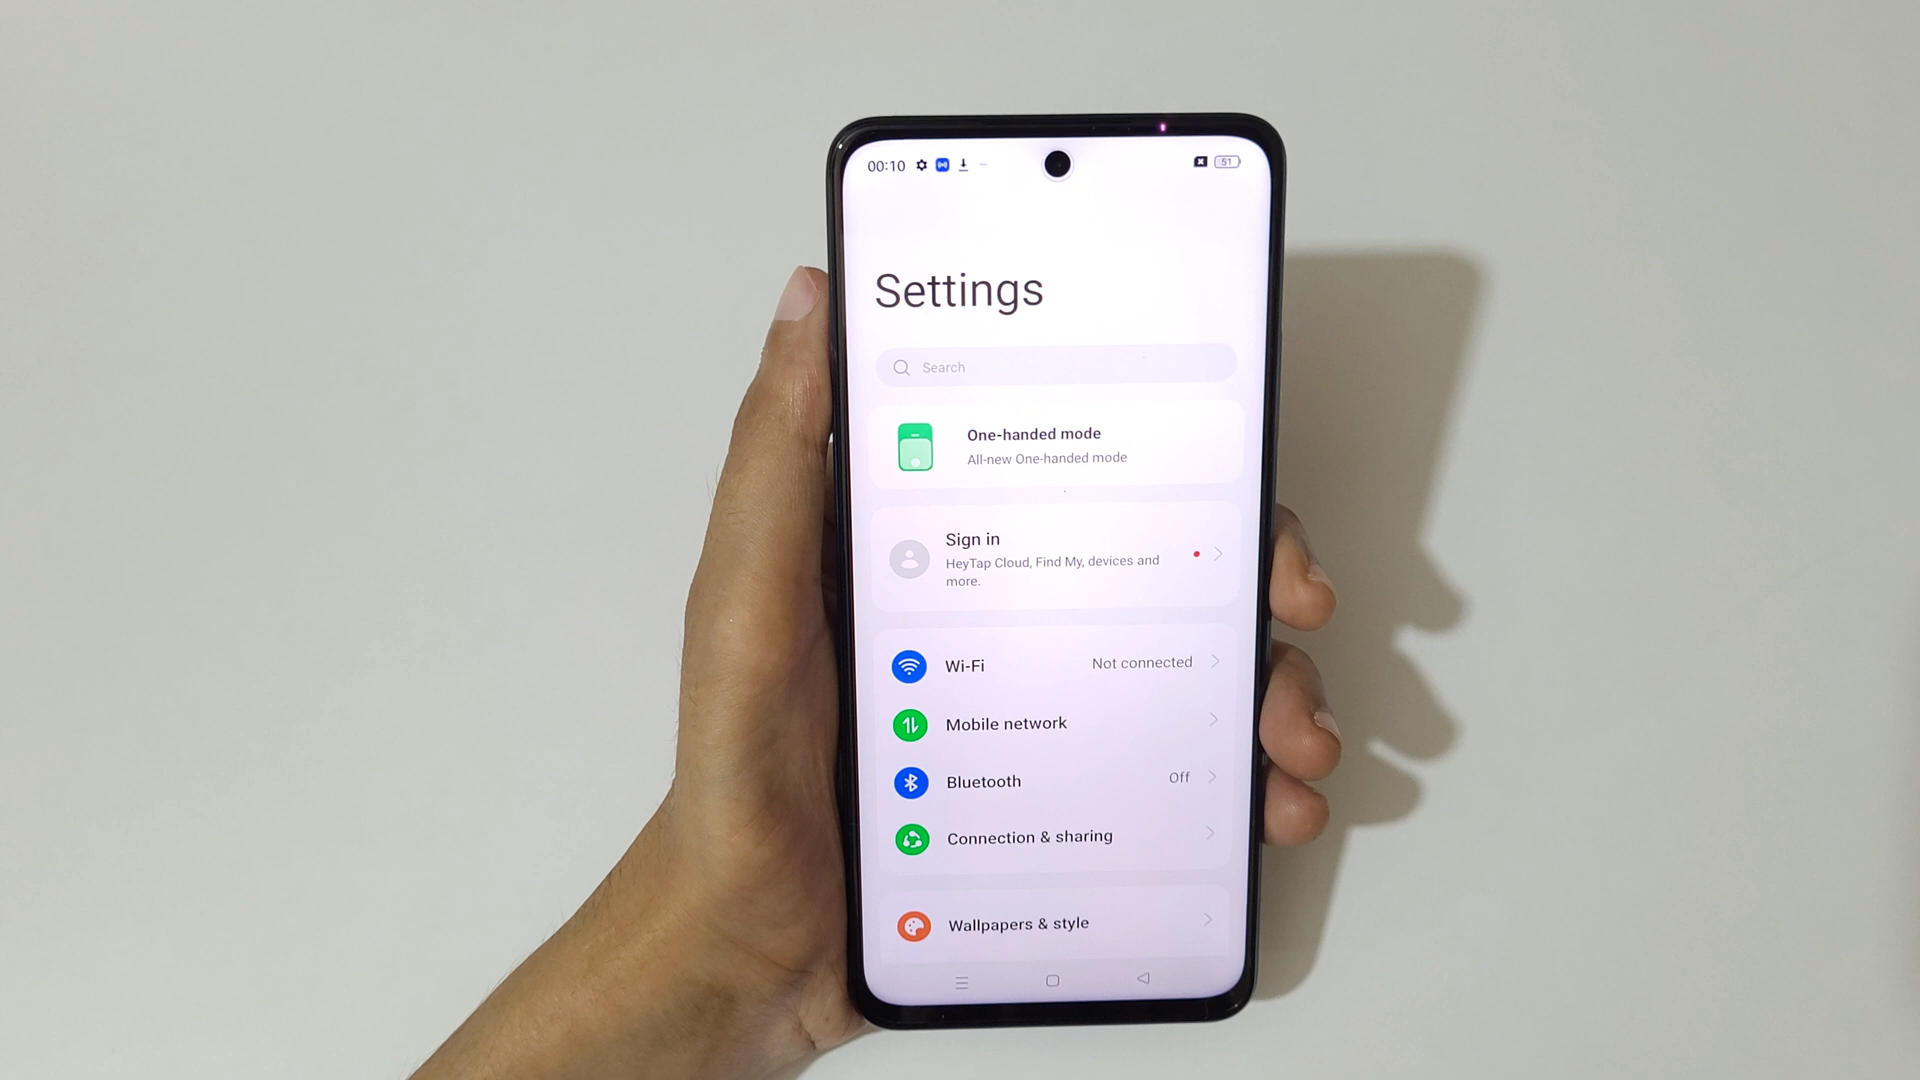 00:10
51
Settings
Search
One-handed mode
All-new One-handed mode
Sign in
HeyTap Cloud, Find My, devices and
more.
Wi-Fi Not connected
Mobile network
Bluetooth Off
Connection & sharing
Wallpapers & style